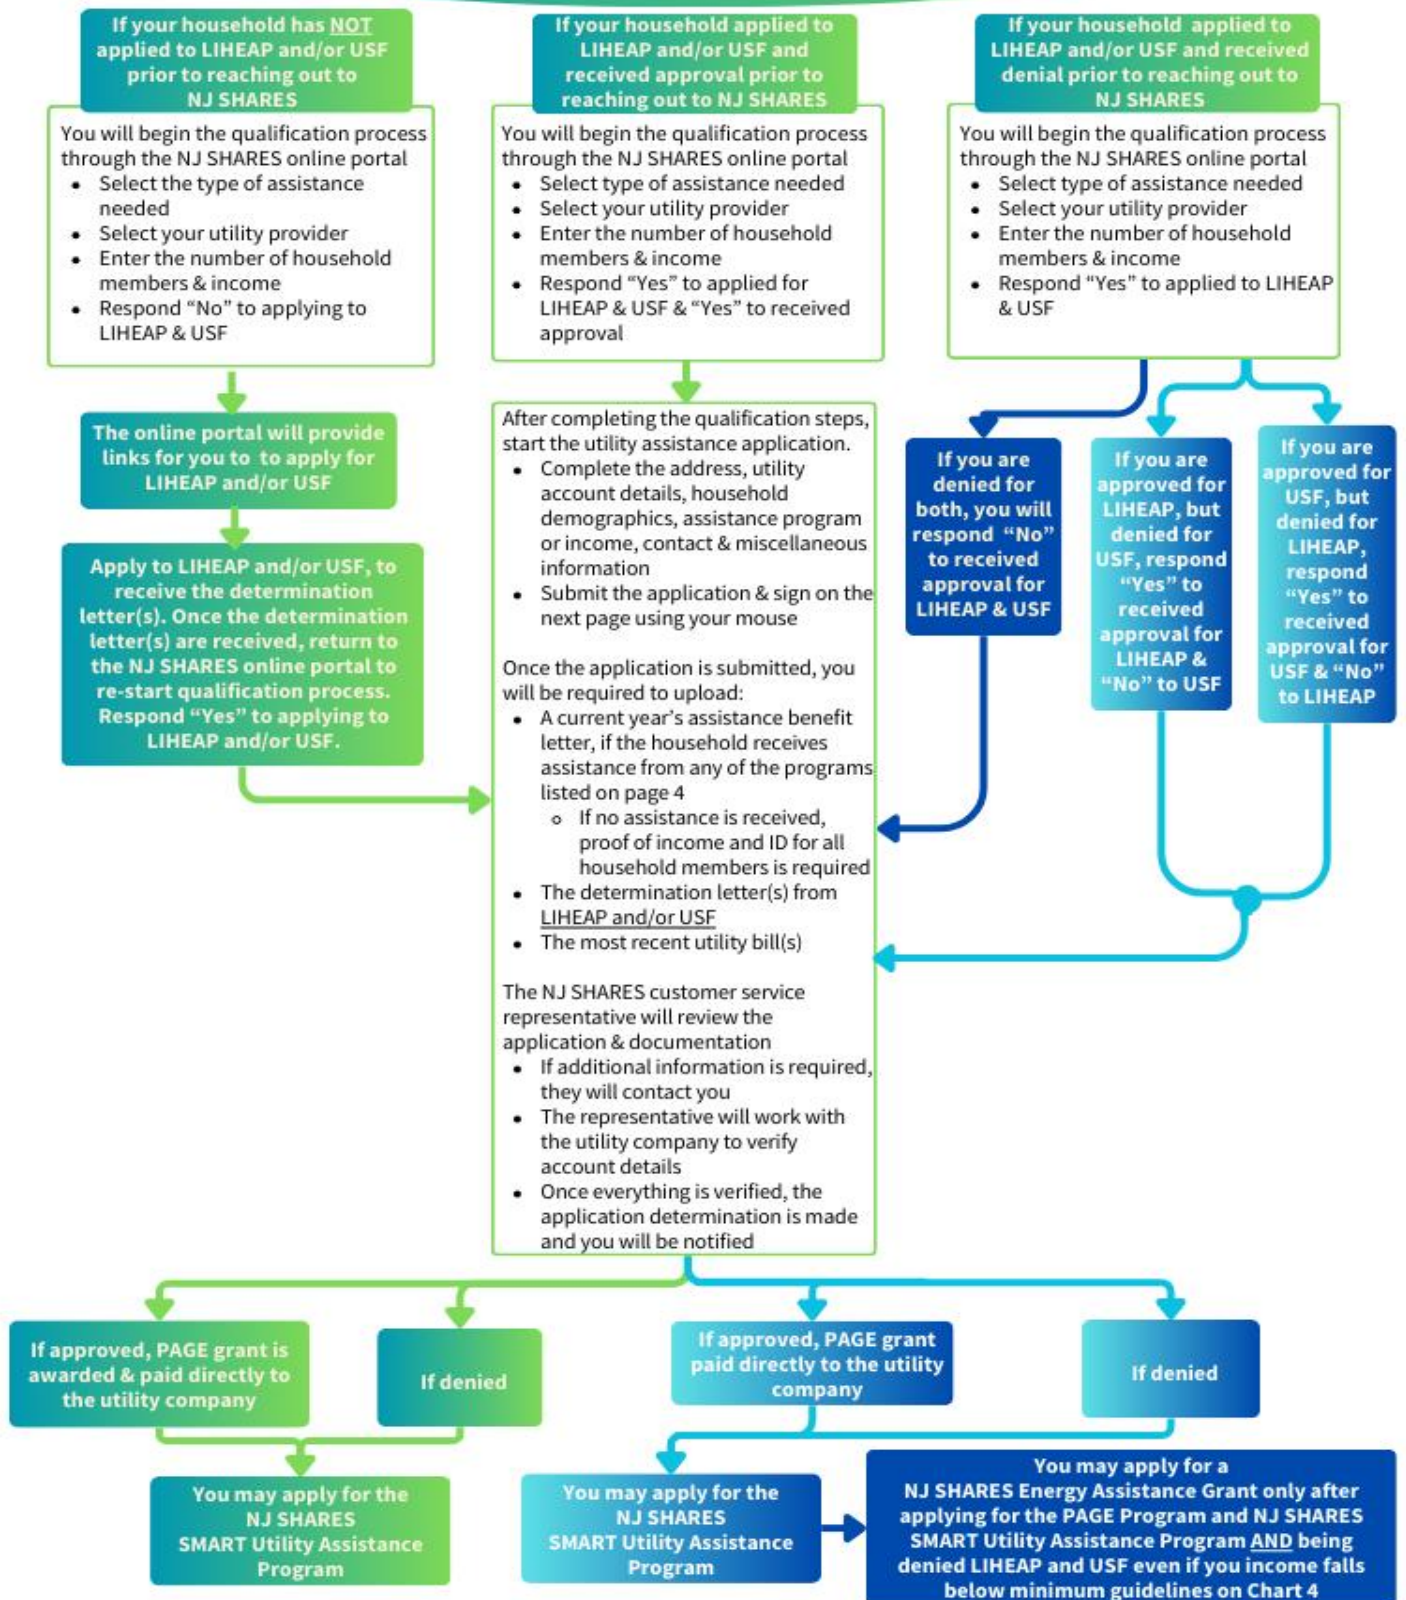 If your household has NOT
applied to LIHEAP and/or USF
prior to reaching out to
NJ SHARES
You will begin the qualification process
through the NJ SHARES online portal
• Select the type of assistance
needed
• Select your utility provider
• Enter the number of household
members & income
• Respond “No” to applying to
LIHEAP & USF
The online portal will provide
links for you to to apply for
LIHEAP and/or USF
Apply to LIHEAP and/or USF, to
receive the determination
letter(s). Once the determination
letter(s) are received, return to
the NJ SHARES online portal to
re-start qualification process.
Respond “Yes” to applying to
LIHEAP and/or USF.
If your household applied to
LIHEAP and/or USF and
received approval prior to
reaching out to NJ SHARES
You will begin the qualification process
through the NJ SHARES online portal
• Select type of assistance needed
• Select your utility provider
• Enter the number of household
members & income
• Respond “Yes” to applied for
LIHEAP & USF & “Yes” to received
approval
After completing the qualification steps,
start the utility assistance application.
• Complete the address, utility
account details, household
demographics, assistance program
or income, contact & miscellaneous
information
• Submit the application & sign on the
next page using your mouse
Once the application is submitted, you
will be required to upload:
• A current year’s assistance benefit
letter, if the household receives
assistance from any of the programs
listed on page 4
o If no assistance is received,
proof of income and ID for all
household members is required
• The determination letter(s) from
LIHEAP and/or USF
• The most recent utility bill(s)
The NJ SHARES customer service
representative will review the
application & documentation
• If additional information is required,
they will contact you
• The representative will work with
the utility company to verify
account details
• Once everything is verified, the
application determination is made
and you will be notified
If your household applied to
LIHEAP and/or USF and received
denial prior to reaching out to
NJ SHARES
You will begin the qualification process
through the NJ SHARES online portal
• Select type of assistance needed
• Select your utility provider
• Enter the number of household
members & income
• Respond “Yes” to applied to LIHEAP
& USF
If you are
denied for
both, you will
respond “No”
to received
approval for
LIHEAP & USF
If you are
approved for
LIHEAP, but
denied for
USF, respond
“Yes” to
received
approval for
LIHEAP &
“No” to USF
If you are
approved for
USF, but
denied for
LIHEAP,
respond
“Yes” to
received
approval for
USF & “No”
to LIHEAP
If approved, PAGE grant is
awarded & paid directly to
the utility company
If denied
You may apply for the
NJ SHARES
SMART Utility Assistance
Program
If approved, PAGE grant
paid directly to the utility
company
If denied
You may apply for the
NJ SHARES
SMART Utility Assistance
Program
You may apply for a
NJ SHARES Energy Assistance Grant only after
applying for the PAGE Program and NJ SHARES
SMART Utility Assistance Program AND being
denied LIHEAP and USF even if you income falls
below minimum guidelines on Chart 4